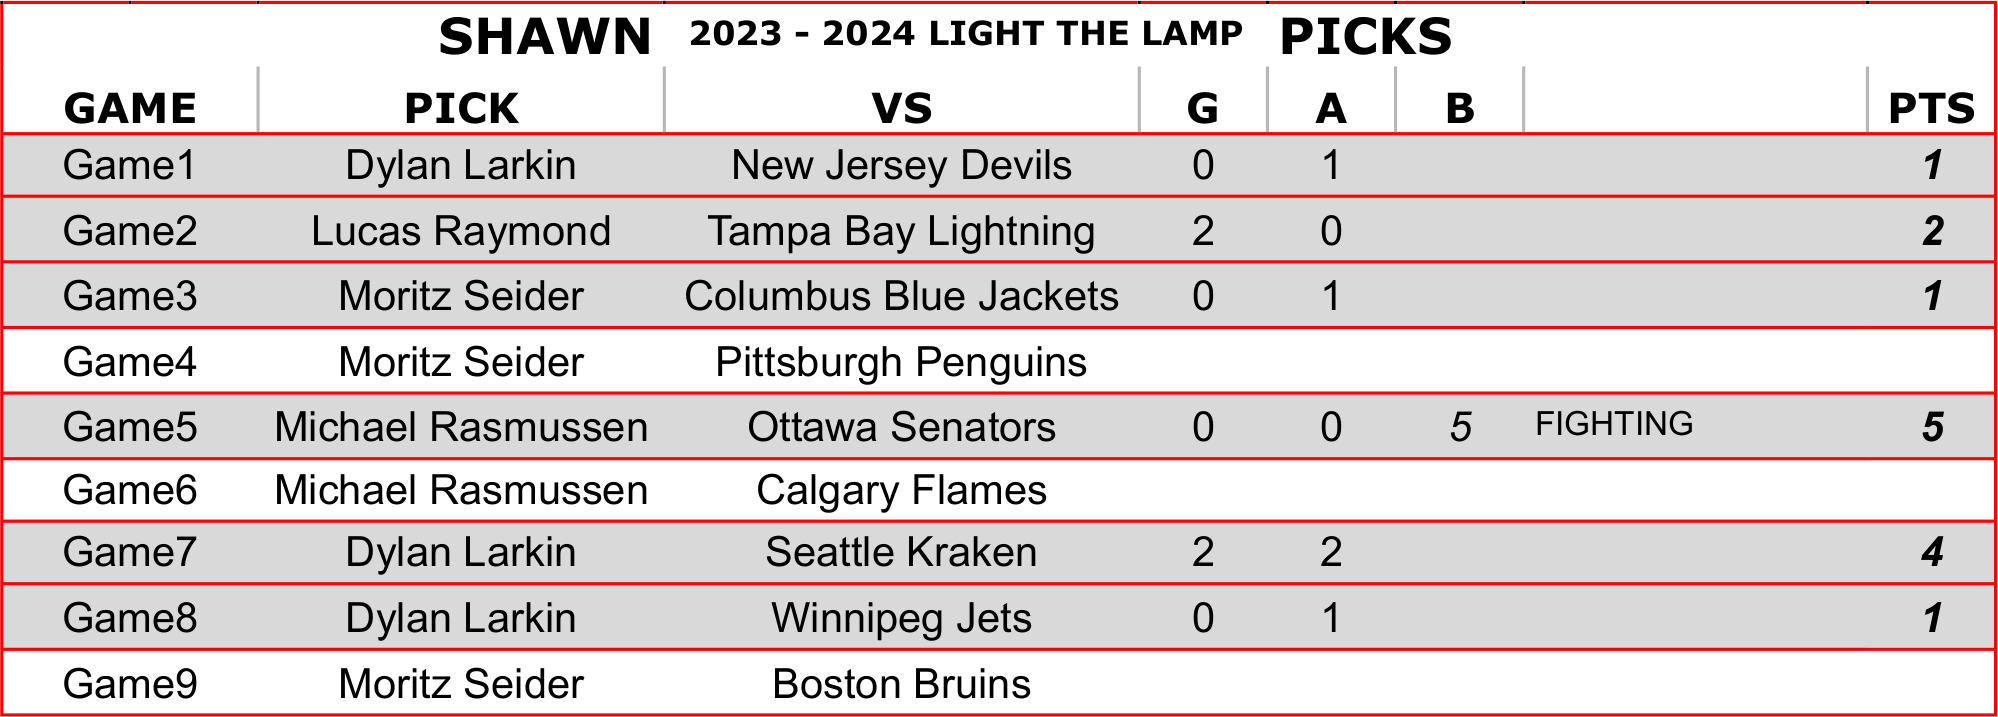 SHAWN 2023 - 2024 LIGHT THE LAMP PICKS
GAME PICK VS G A B PTS
Game1 Dylan Larkin New Jersey Devils 0 1 1
Game2 Lucas Raymond Tampa Bay Lightning 2 0 2
Game3 Moritz Seider Columbus Blue Jackets 0 1 1
Game4 Moritz Seider Pittsburgh Penguins
Game5 Michael Rasmussen Ottawa Senators 0 0 5 FIGHTING 5
Game6 Michael Rasmussen Calgary Flames
Game7 Dylan Larkin Seattle Kraken 2 2 4
Game8 Dylan Larkin Winnipeg Jets 0 1 1
Game9 Moritz Seider Boston Bruins